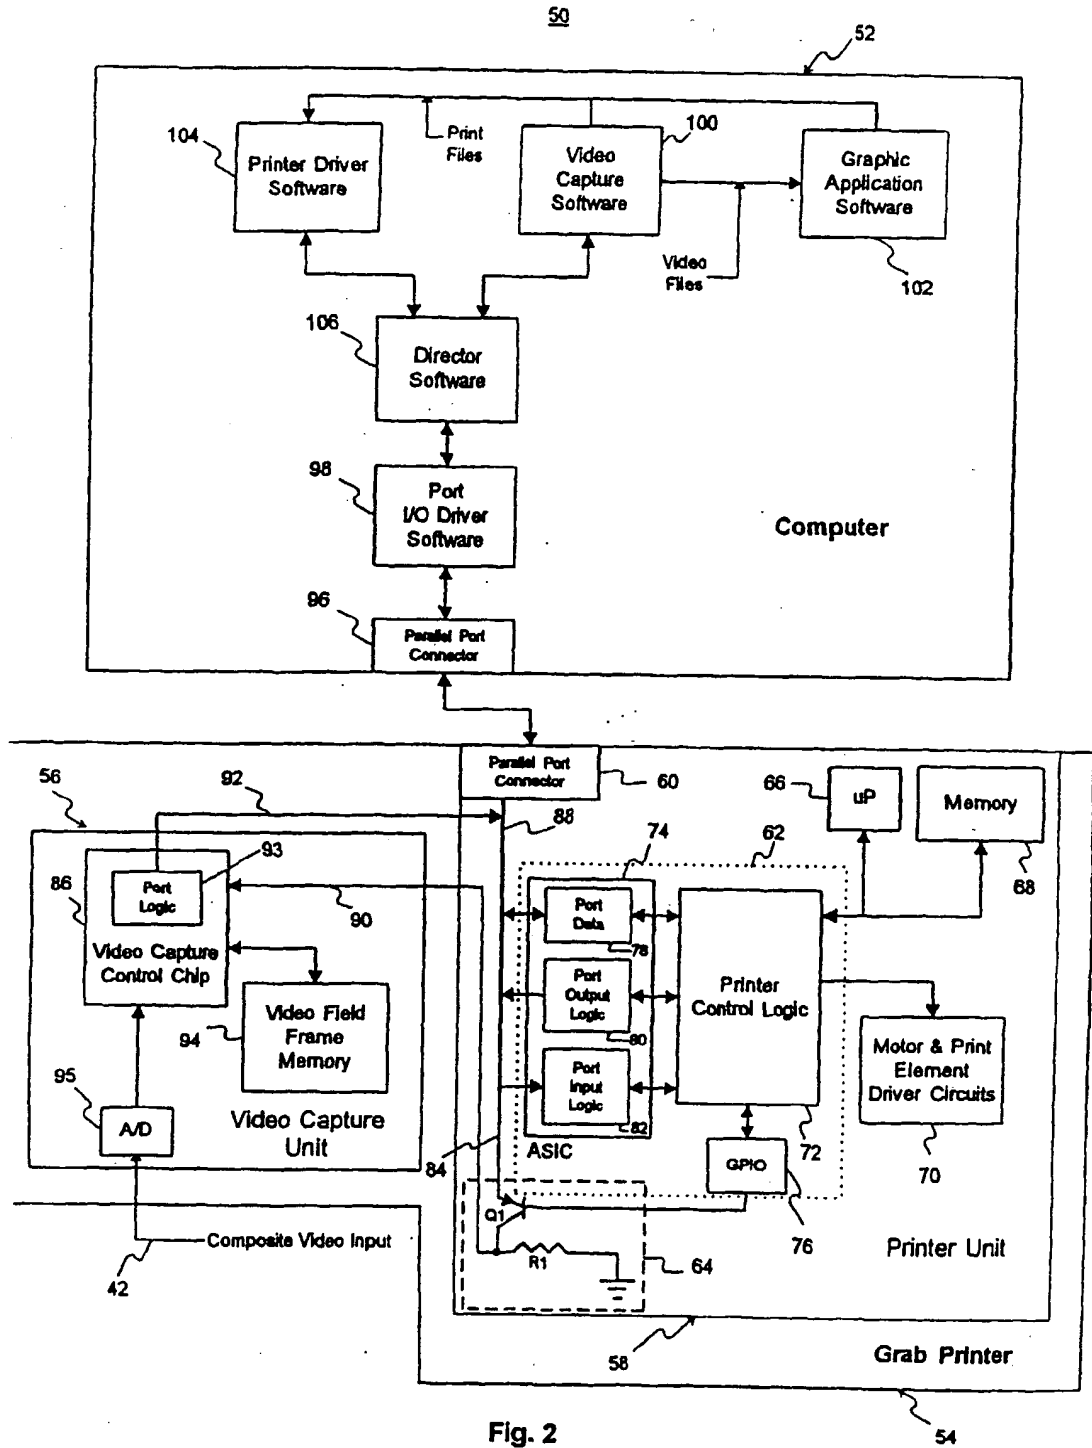 50
52
104
Printer Driver
Software
Print
Files
Video
Capture
Software
100
Graphic
Application
Software
102
Video
Files
106
Director
Software
98
Port
I/O Driver
Software
Computer
96
Parallel Port
Connector
Parallel Port
Connector
60
56
92
88
66
uP
Memory
68
93
86
Port
Logic
Video Capture
Control Chip
90
74
62
Port
Data
78
Port
Output
Logic
80
Port
Input
Logic
82
Printer
Control Logic
94
Video Field
Frame
Memory
Motor & Print
Element
Driver Circuits
95
A/D
Video Capture
Unit
84
ASIC
72
70
GPIO
Q1
76
Composite Video Input
42
R1
64
Printer Unit
58
Grab Printer
54
Fig. 2